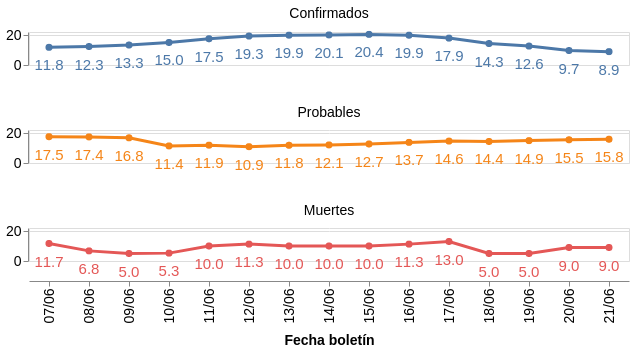 Confirmados
20
0
11.8 12.3 13.3 15.0 17.5 19.3 19.9 20.1 20.4 19.9 17.9 14.3 12.6 9.7 8.9
Probables
20
0
17.5 17.4 16.8 11.4 11.9 10.9 11.8 12.1 12.7 13.7 14.6 14.4 14.9 15.5 15.8
Muertes
20
0
11.7 6.8 5.0 5.3 10.0 11.3 10.0 10.0 10.0 11.3 13.0 5.0 5.0 9.0 9.0
07/06 08/06 09/06 10/06 11/06 12/06 13/06 14/06 15/06 16/06 17/06 18/06 19/06 20/06 21/06
Fecha boletín